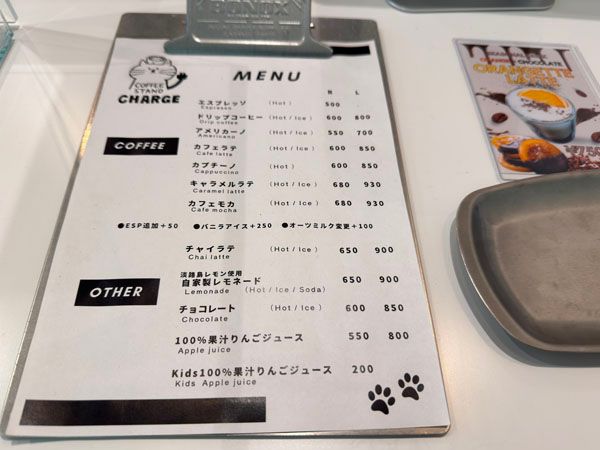 BONOX
COFFEE
STAND
CHARGE
MENU
M L
エスプレッソ (Hot) 500
Espresso
ドリップコーヒー (Hot / Ice) 600 800
Drip coffee
アメリカーノ (Hot / Ice) 550 700
Americano
COFFEE
カフェラテ (Hot / Ice) 600 850
Cafe latte
カプチーノ (Hot) 600 850
Cappuccino
キャラメルラテ (Hot / Ice) 680 930
Caramel latte
カフェモカ (Hot / Ice) 680 930
Cafe mocha
●ESP追加+50 ●バニラアイス+250 ●オーツミルク変更+100
チャイラテ (Hot / Ice) 650 900
Chai latte
OTHER
淡路島レモン使用
自家製レモネード 650 900
Lemonade (Hot / Ice / Soda)
チョコレート (Hot / Ice) 600 850
Chocolate
100%果汁りんごジュース 550 800
Apple juice
Kids100%果汁りんごジュース 200
Kids Apple juice
CHOCOLATE
ORANGETTE
LATTE